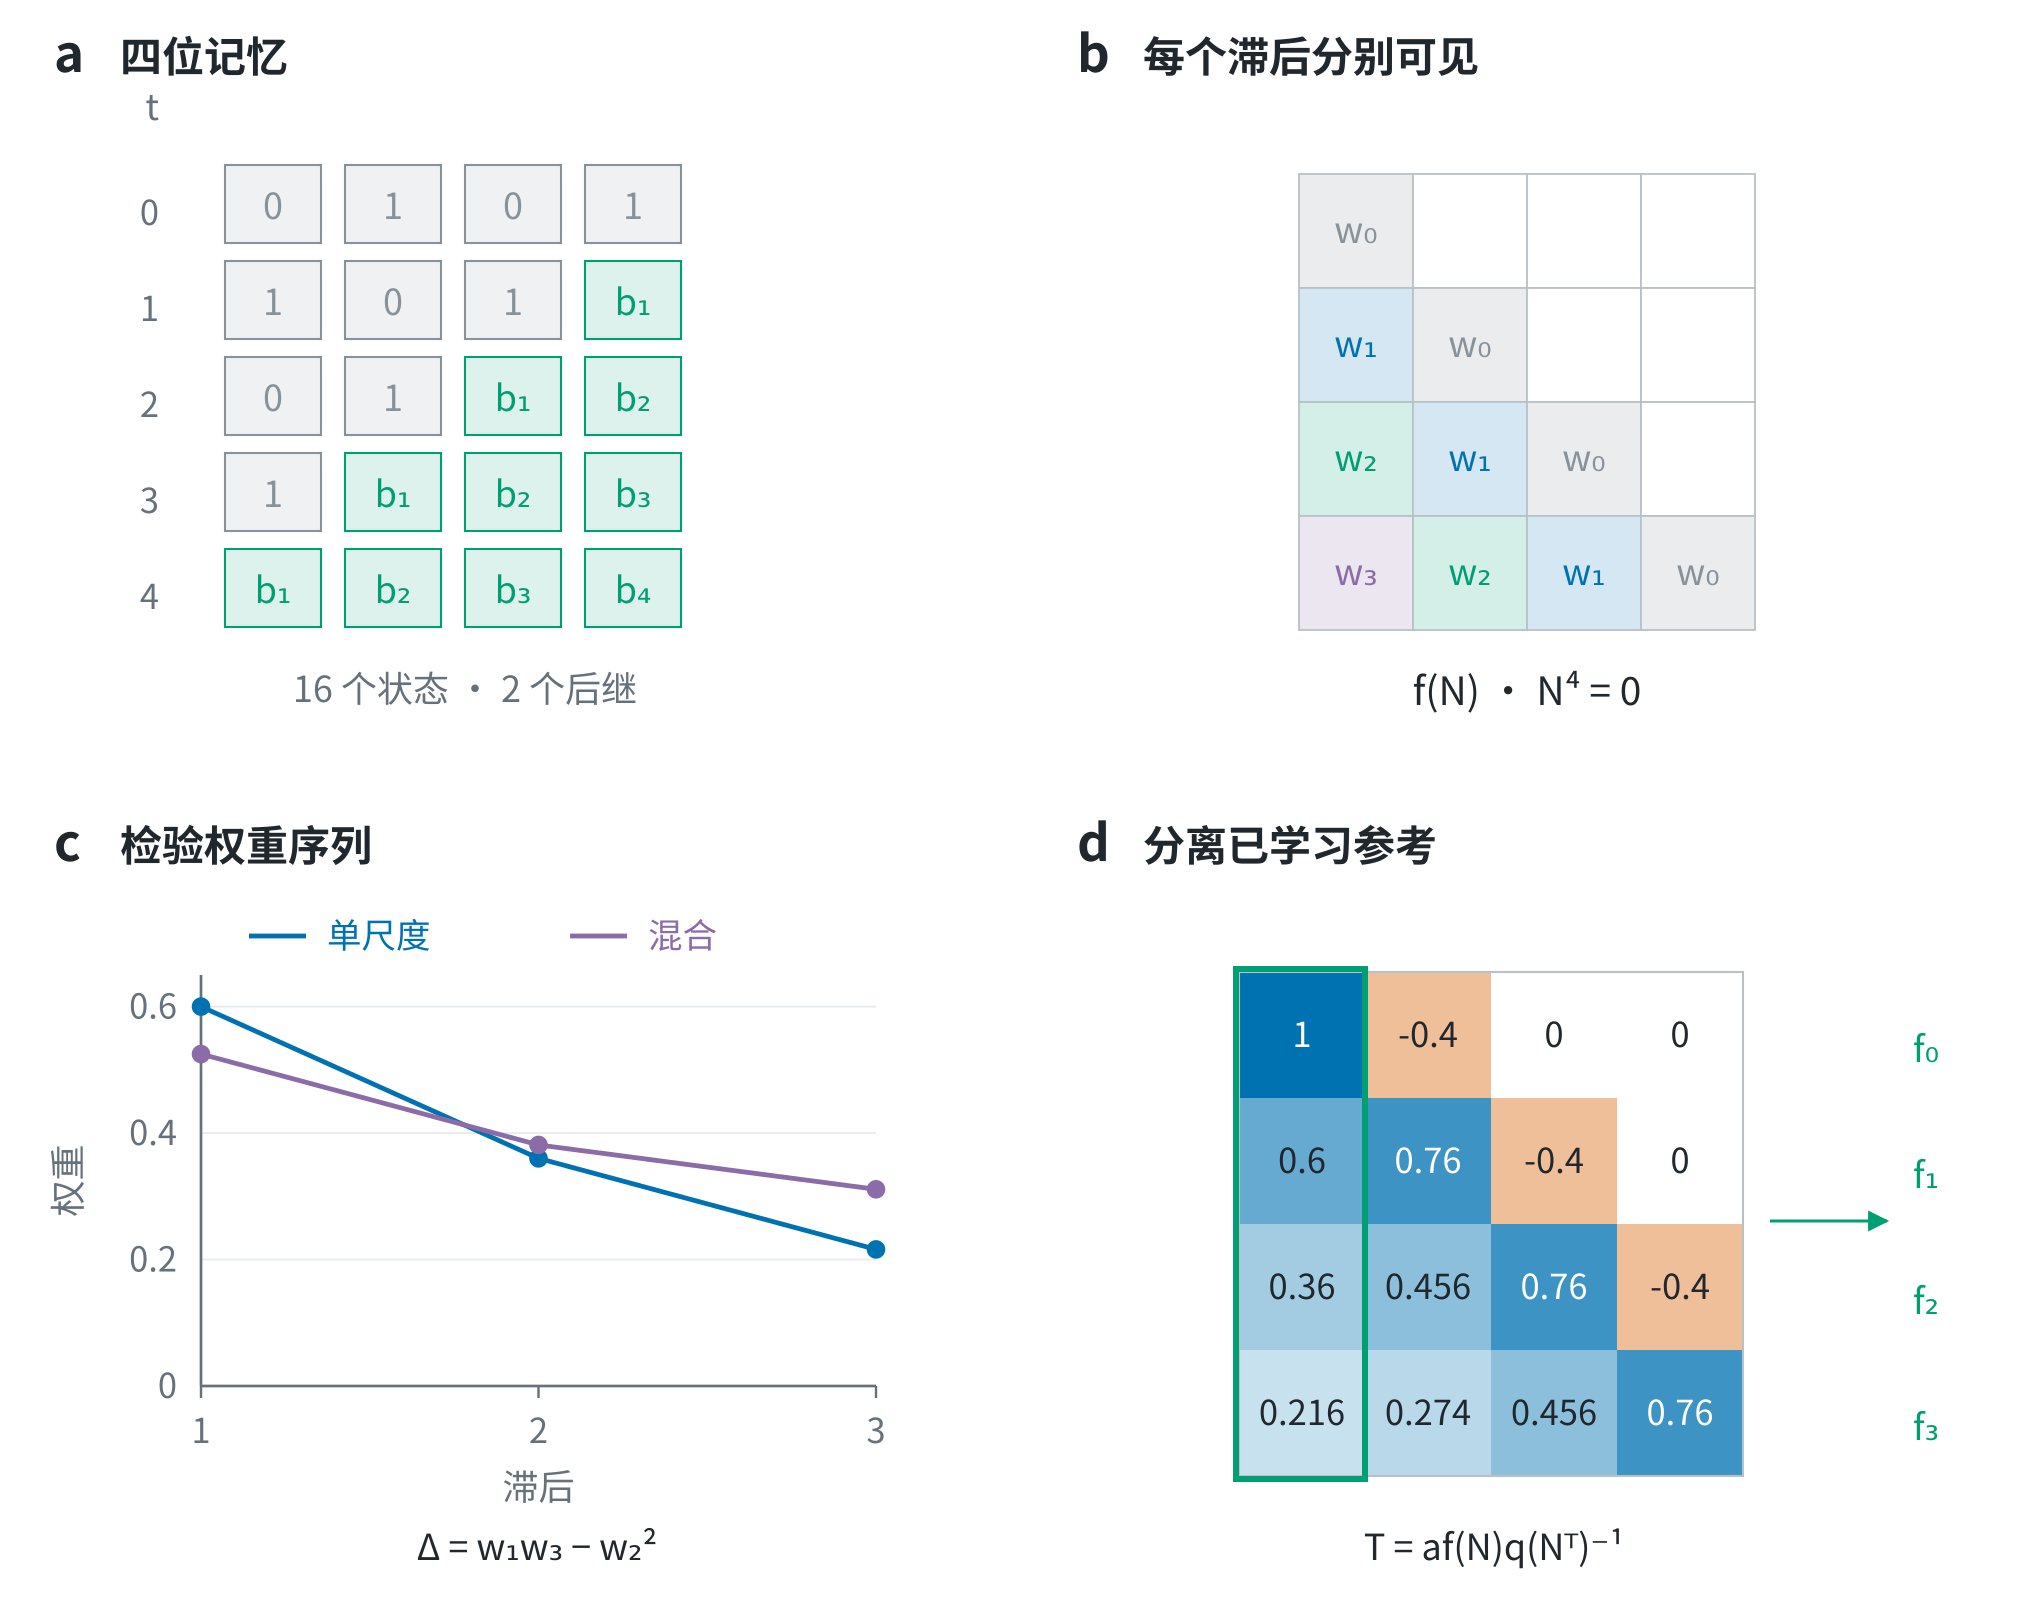 a 四位记忆
t
0 0 1 0 1
1 1 0 1 b₁
2 0 1 b₁ b₂
3 1 b₁ b₂ b₃
4 b₁ b₂ b₃ b₄
16 个状态 · 2 个后继
b 每个滞后分别可见
w₀
w₁ w₀
w₂ w₁ w₀
w₃ w₂ w₁ w₀
f(N) · N⁴ = 0
c 检验权重序列
单尺度 混合
权重
0.6
0.4
0.2
0
1 2 3
滞后
Δ = w₁w₃ − w₂²
d 分离已学习参考
1 -0.4 0 0 f₀
0.6 0.76 -0.4 0 f₁
0.36 0.456 0.76 -0.4 f₂
0.216 0.274 0.456 0.76 f₃
T = af(N)q(Nᵀ)⁻¹